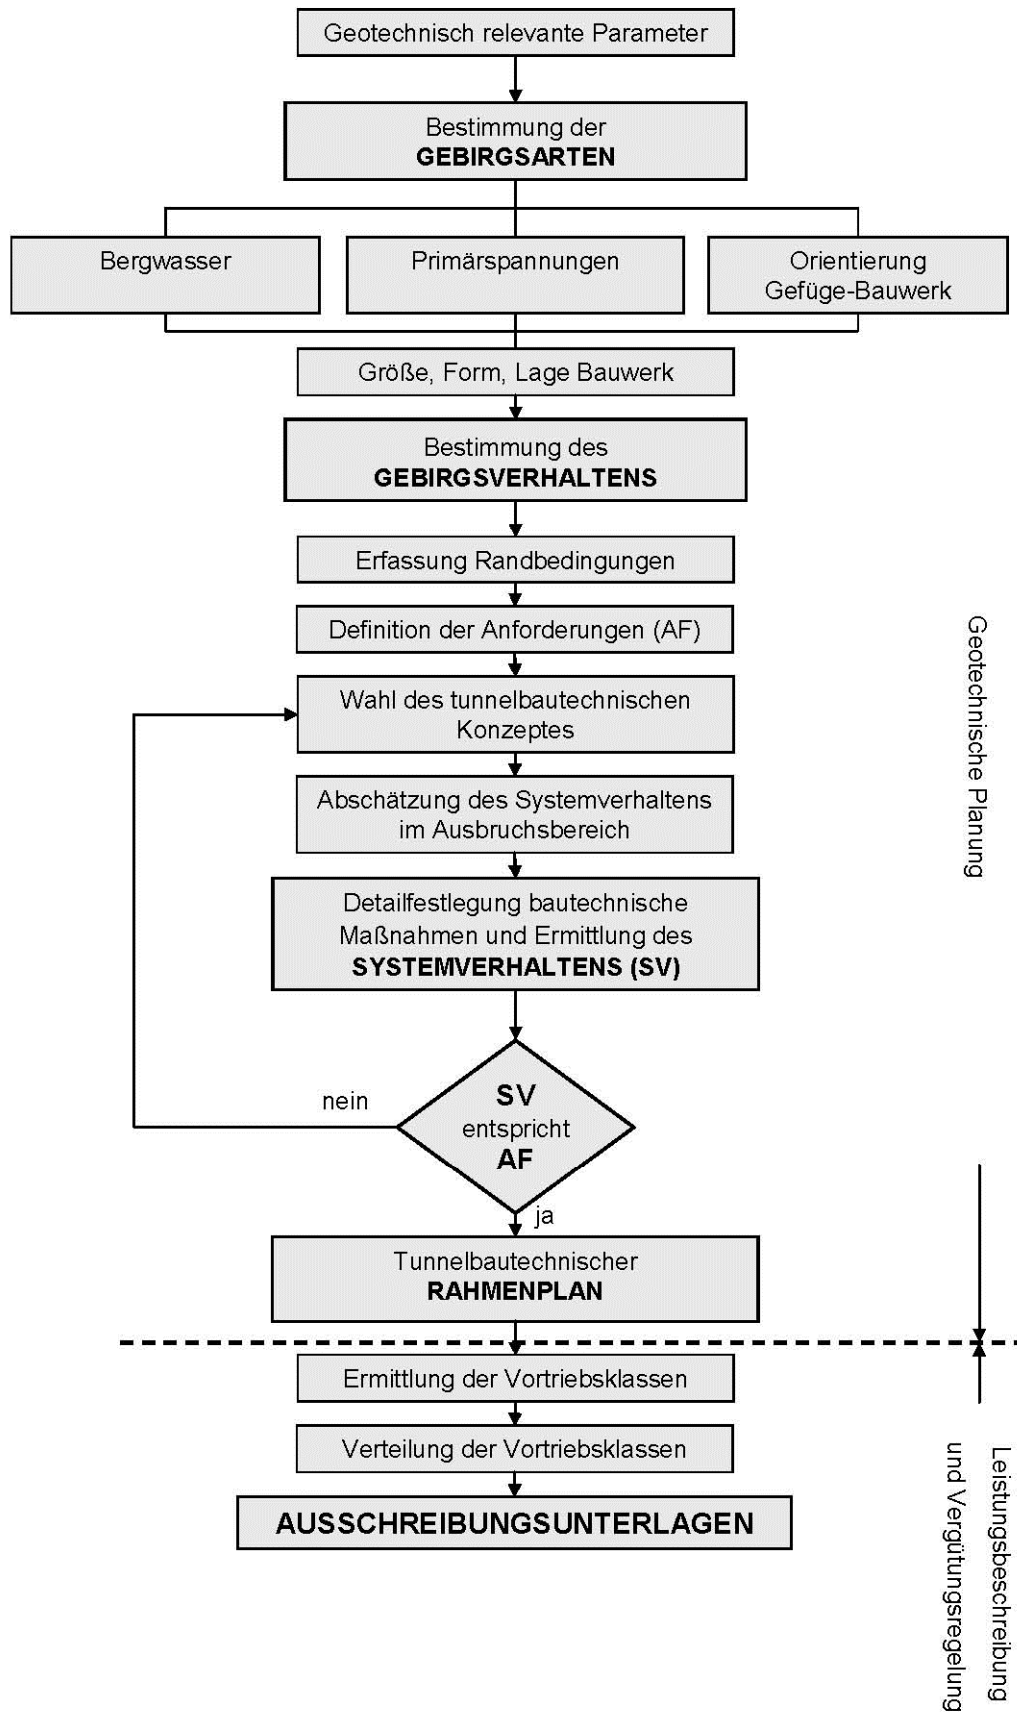 Geotechnisch relevante Parameter
Bestimmung der
GEBIRGSARTEN
Bergwasser
Primärspannungen
Orientierung
Gefüge-Bauwerk
Größe, Form, Lage Bauwerk
Bestimmung des
GEBIRGSVERHALTENS
Erfassung Randbedingungen
Definition der Anforderungen (AF)
Wahl des tunnelbautechnischen
Konzeptes
Abschätzung des Systemverhaltens
im Ausbruchsbereich
Detailfestlegung bautechnische
Maßnahmen und Ermittlung des
SYSTEMVERHALTENS (SV)
SV
entspricht
AF
nein
ja
Tunnelbautechnischer
RAHMENPLAN
Geotechnische Planung
Ermittlung der Vortriebsklassen
Verteilung der Vortriebsklassen
AUSSCHREIBUNGSUNTERLAGEN
Leistungsbeschreibung
und Vergütungsregelung